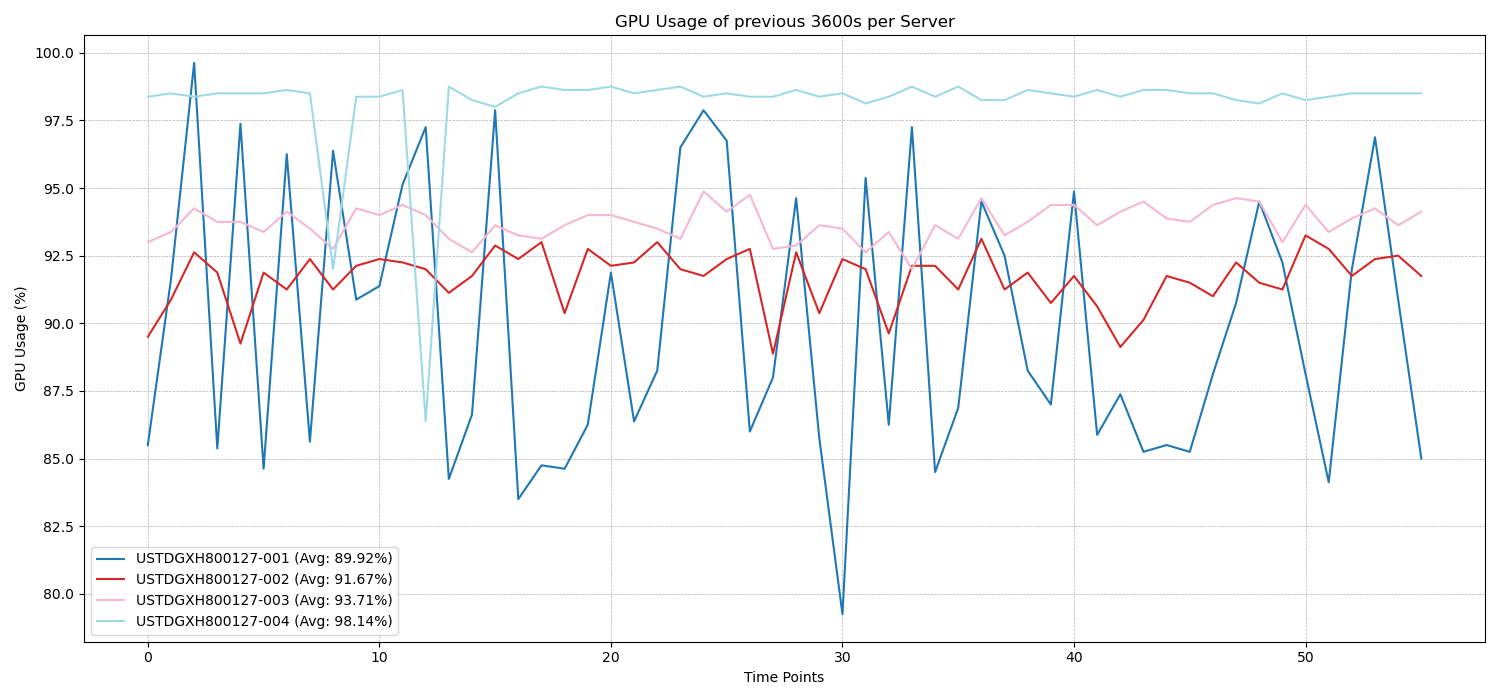 GPU Usage of previous 3600s per Server
GPU Usage (%)
100.0
97.5
95.0
92.5
90.0
87.5
85.0
82.5
80.0
USTDGXH800127-001 (Avg: 89.92%)
USTDGXH800127-002 (Avg: 91.67%)
USTDGXH800127-003 (Avg: 93.71%)
USTDGXH800127-004 (Avg: 98.14%)
0 10 20 30 40 50
Time Points